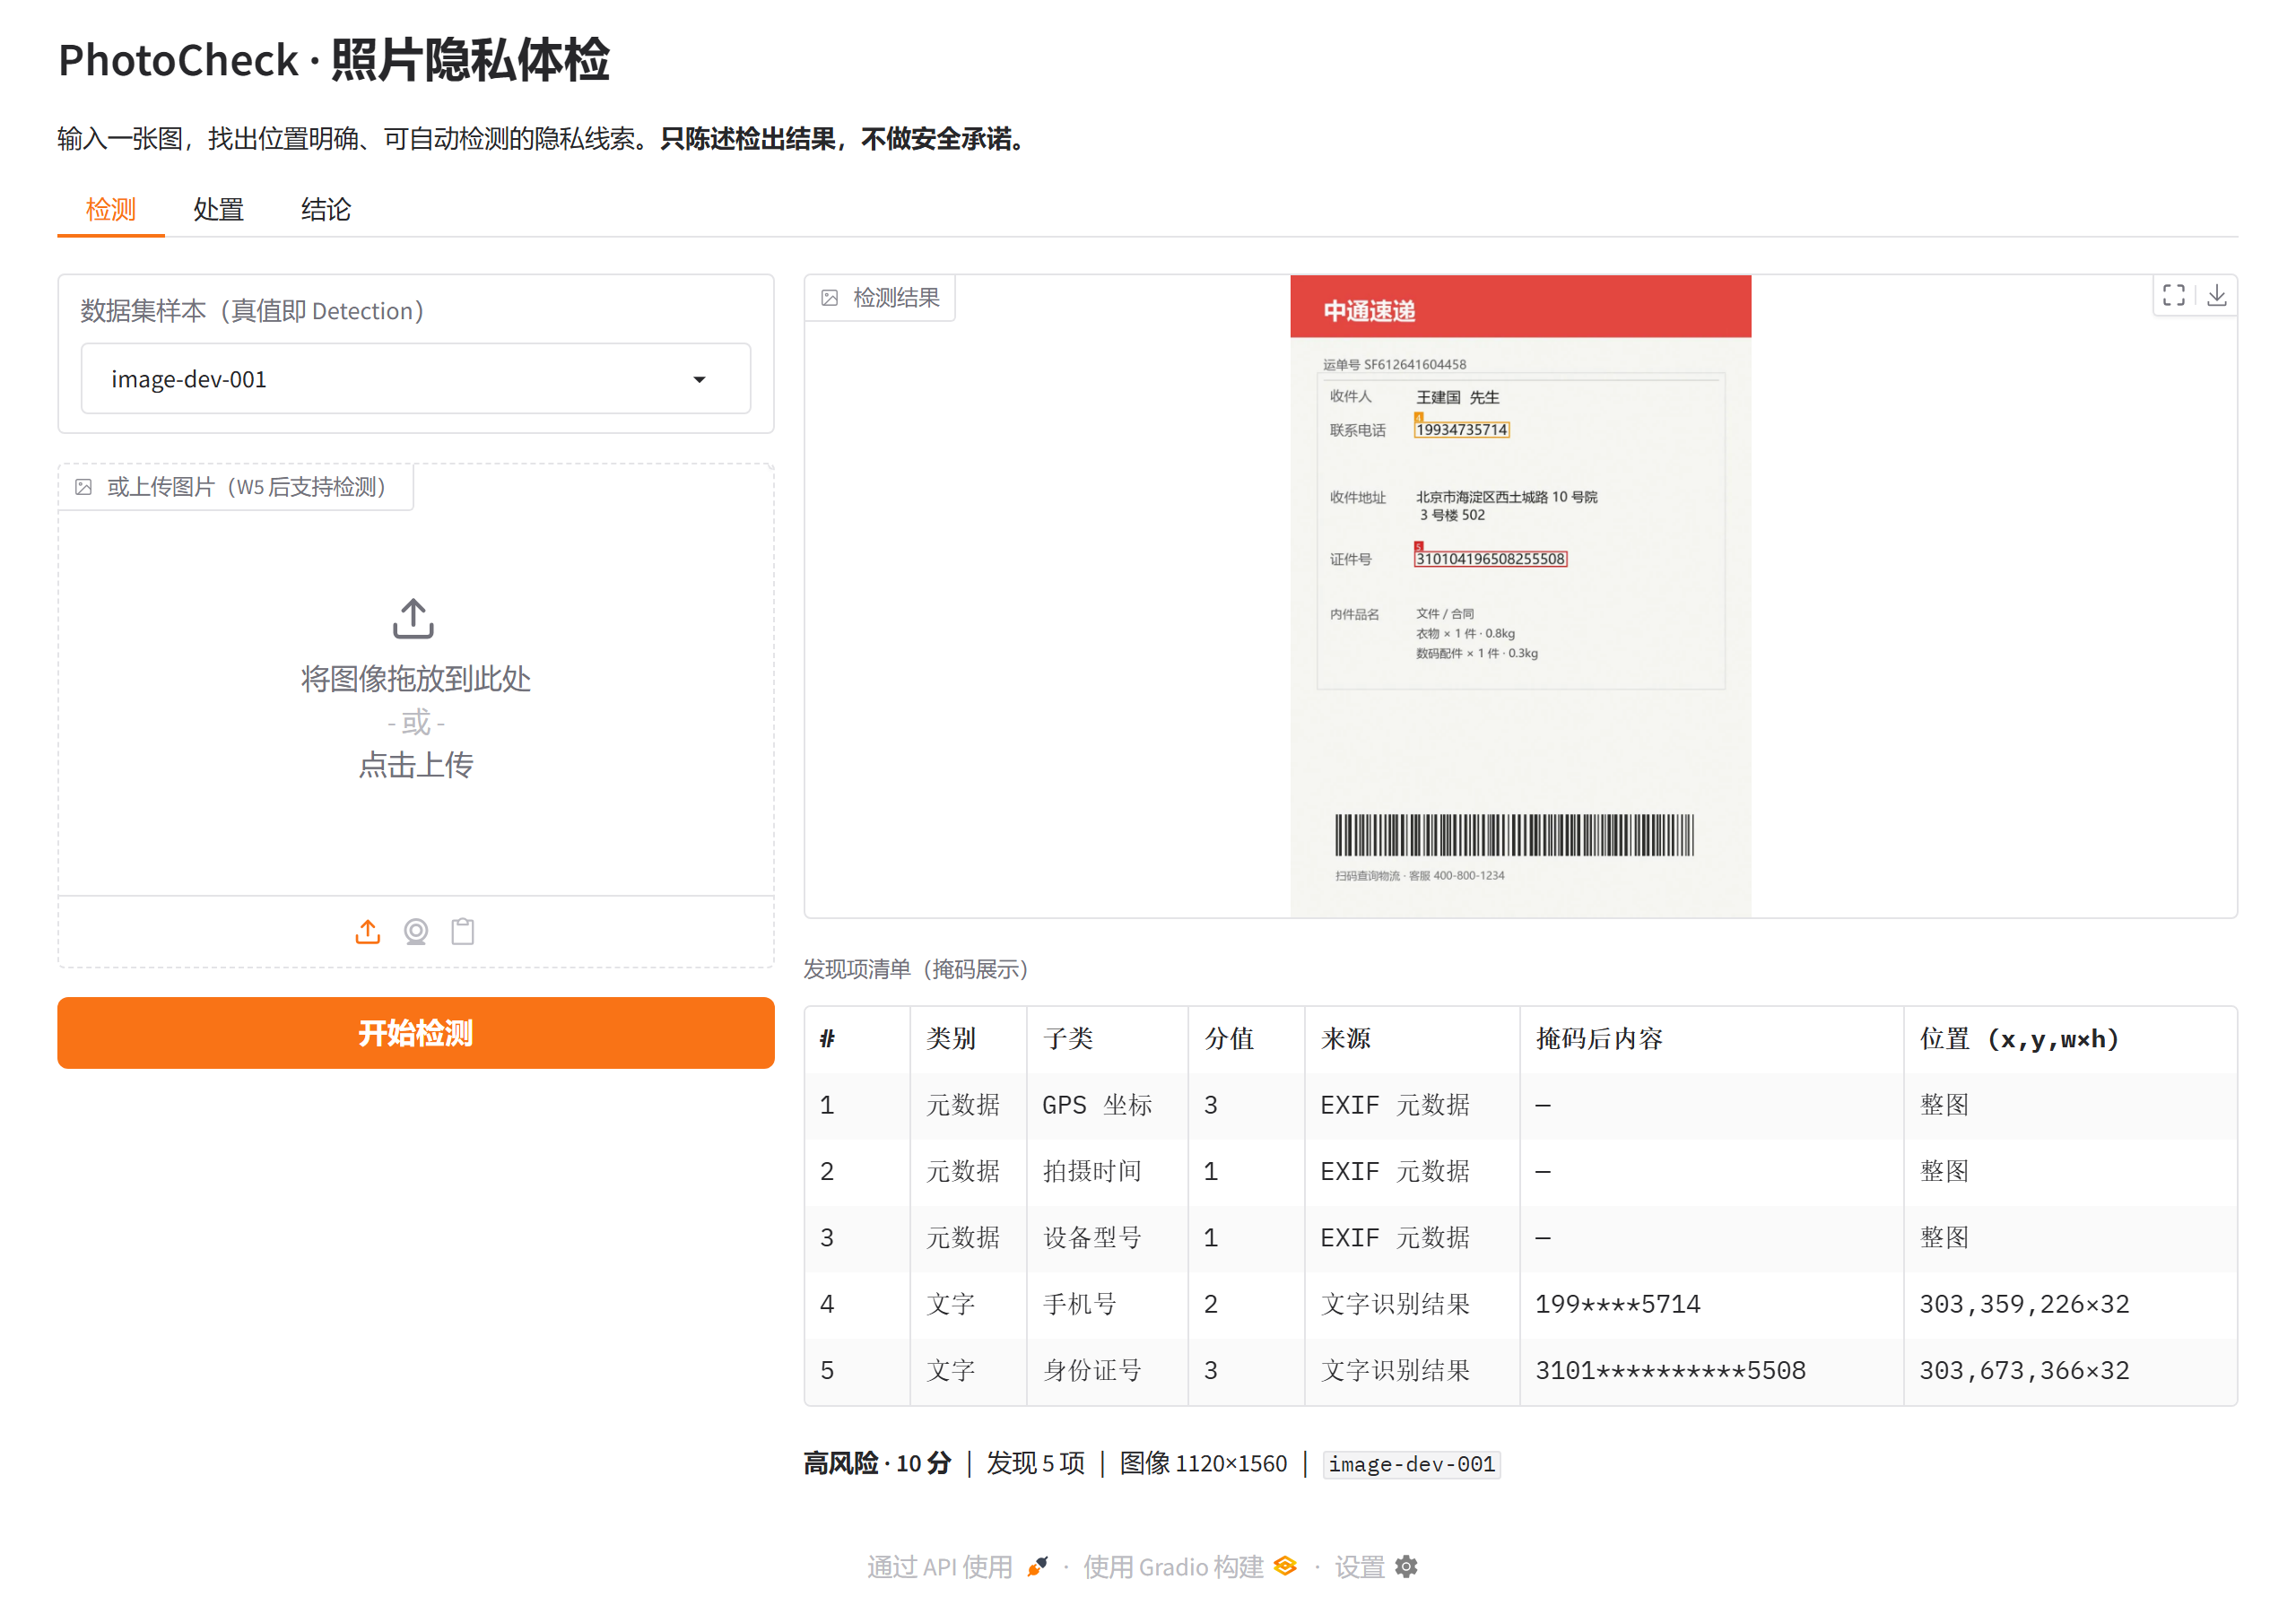 PhotoCheck · 照片隐私体检
输入一张图，找出位置明确、可自动检测的隐私线索。只陈述检出结果，不做安全承诺。
检测 处置 结论
数据集样本（真值即 Detection）
image-dev-001
或上传图片（W5 后支持检测）
将图像拖放到此处
- 或 -
点击上传
开始检测
检测结果
中通速递
运单号 SF612641604458
收件人 王建国 先生
4
联系电话 19934735714
收件地址 北京市海淀区西土城路 10 号院
3 号楼 502
5
证件号 310104196508255508
内件品名 文件 / 合同
衣物 × 1 件 · 0.8kg
数码配件 × 1 件 · 0.3kg
扫码查询物流 · 客服 400-800-1234
发现项清单（掩码展示）
# 类别 子类 分值 来源 掩码后内容 位置 (x,y,w×h)
1 元数据 GPS 坐标 3 EXIF 元数据 — 整图
2 元数据 拍摄时间 1 EXIF 元数据 — 整图
3 元数据 设备型号 1 EXIF 元数据 — 整图
4 文字 手机号 2 文字识别结果 199****5714 303,359,226×32
5 文字 身份证号 3 文字识别结果 3101**********5508 303,673,366×32
高风险 · 10 分 | 发现 5 项 | 图像 1120×1560 | image-dev-001
通过 API 使用 · 使用 Gradio 构建 · 设置